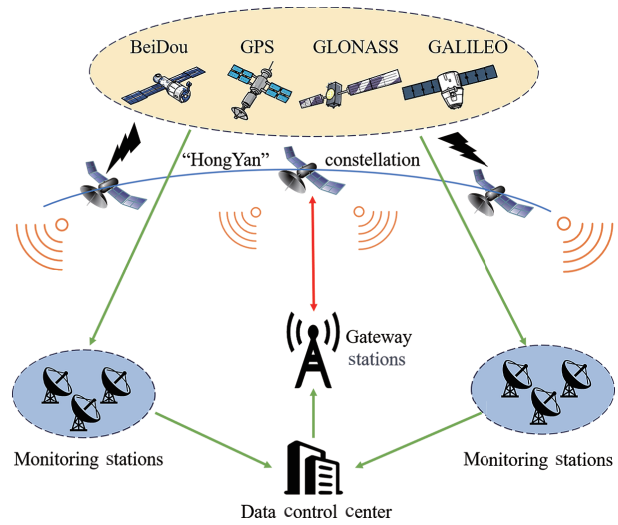 BeiDou GPS GLONASS GALILEO
“HongYan” constellation
Gateway
stations
Monitoring stations
Monitoring stations
Data control center